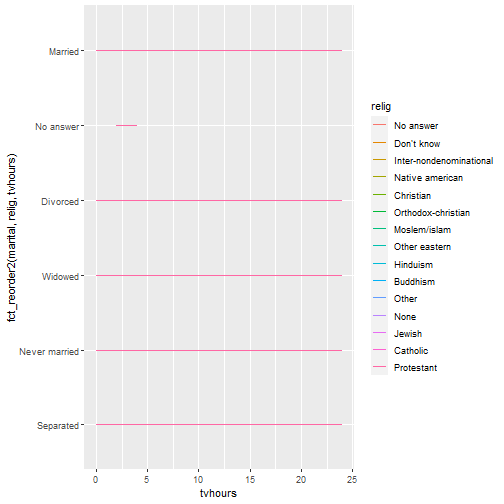 fct_reorder2(marital, relig, tvhours)
Married
No answer
Divorced
Widowed
Never married
Separated
0 5 10 15 20 25
tvhours
relig
No answer
Don't know
Inter-nondenominational
Native american
Christian
Orthodox-christian
Moslem/islam
Other eastern
Hinduism
Buddhism
Other
None
Jewish
Catholic
Protestant